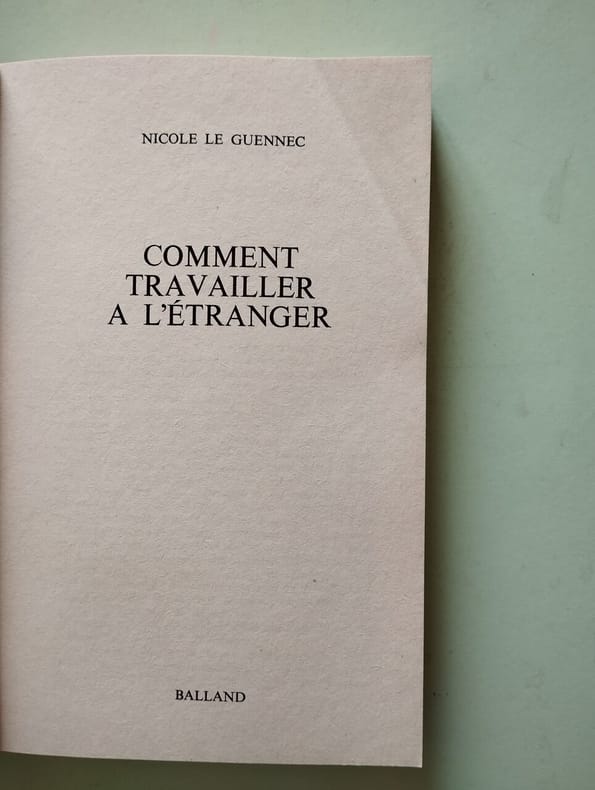 NICOLE LE GUENNEC
COMMENT
TRAVAILLER
A L'ÉTRANGER
BALLAND